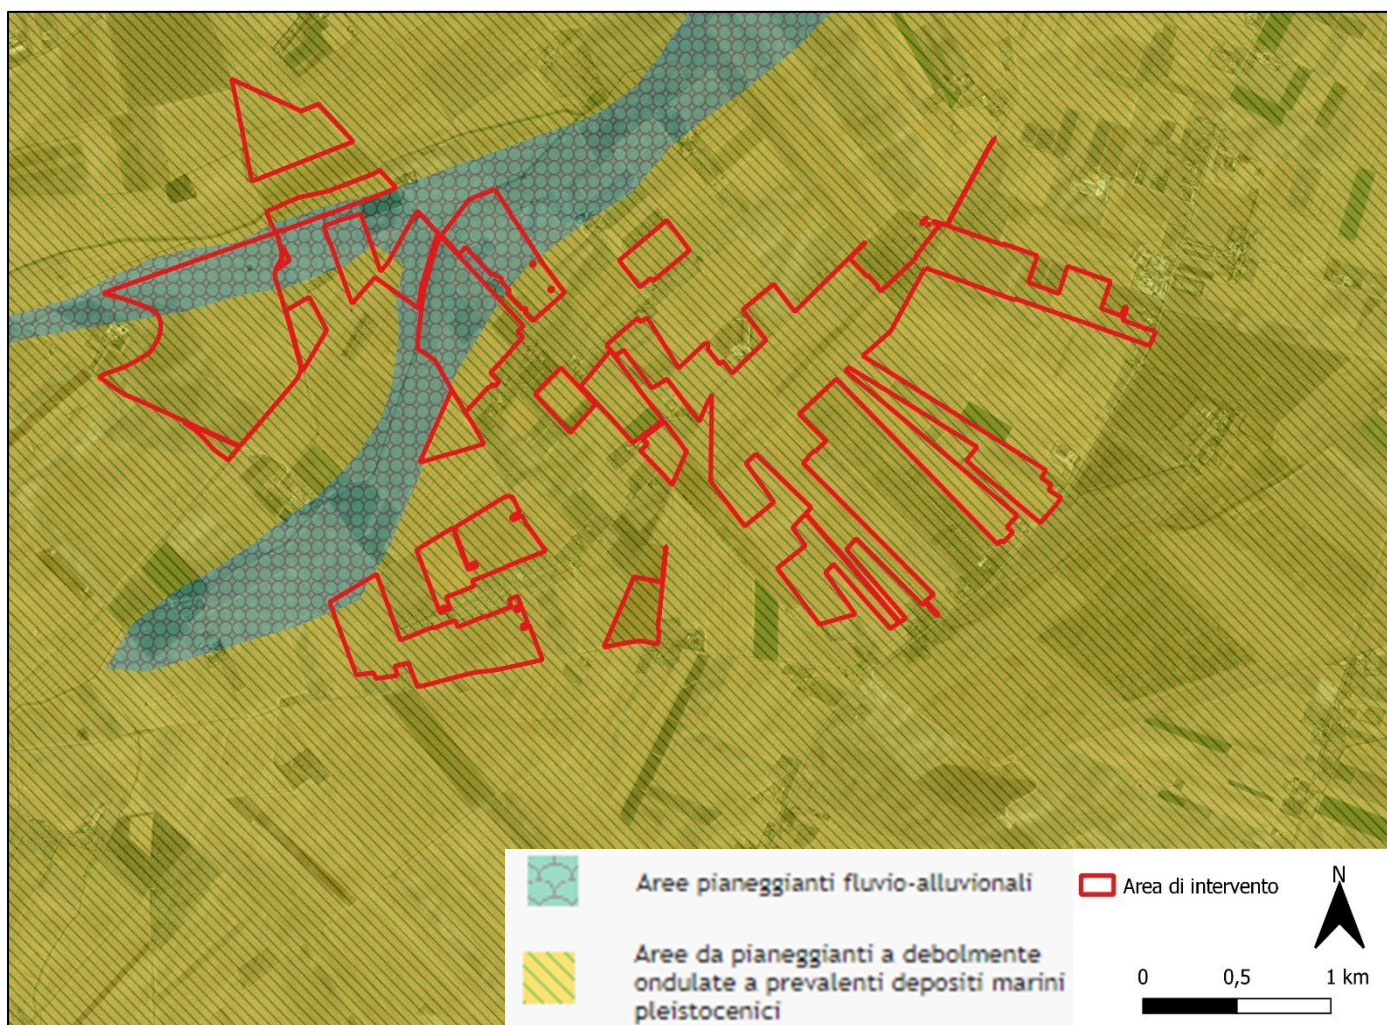 Aree pianeggianti fluvio-alluvionali
Aree da pianeggianti a debolmente
ondulate a prevalenti depositi marini
pleistocenici
Area di intervento
N
0 0,5 1 km